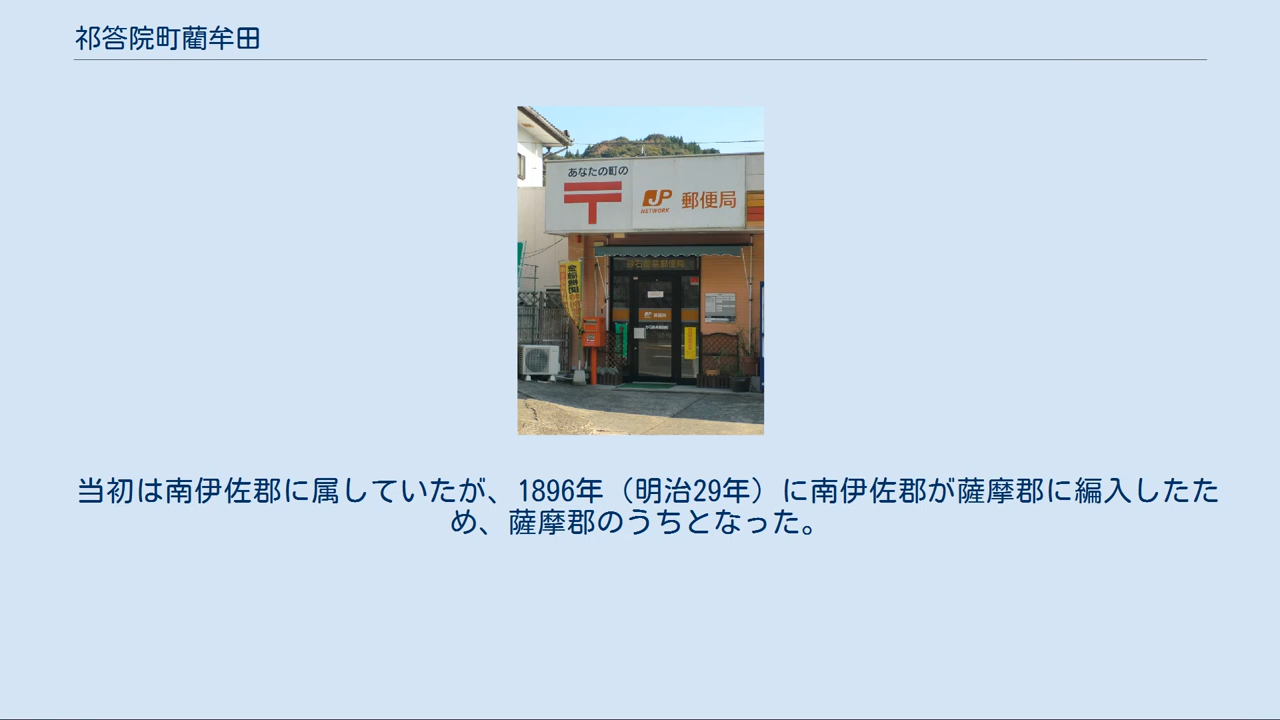 祁答院町藺牟田
あなたの町の
〒
JP
NETWORK
郵便局
当初は南伊佐郡に属していたが、1896年（明治29年）に南伊佐郡が薩摩郡に編入したた
め、薩摩郡のうちとなった。